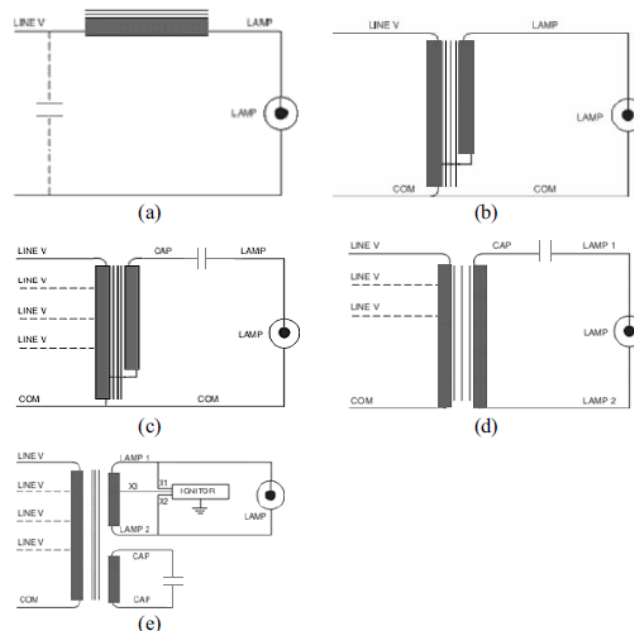 LINE V LAMP
LAMP
(a)
LINE V LAMP
LAMP
COM COM
(b)
LINE V CAP LAMP
LINE V
LINE V
LINE V
LAMP
COM COM
(c)
LINE V CAP LAMP 1
LINE V
LINE V
LAMP
COM LAMP 2
(d)
LINE V LAMP 1
LINE V X3 X1 IGNITOR
X2
LINE V LAMP
LINE V LAMP 2
CAP
COM CAP
(e)